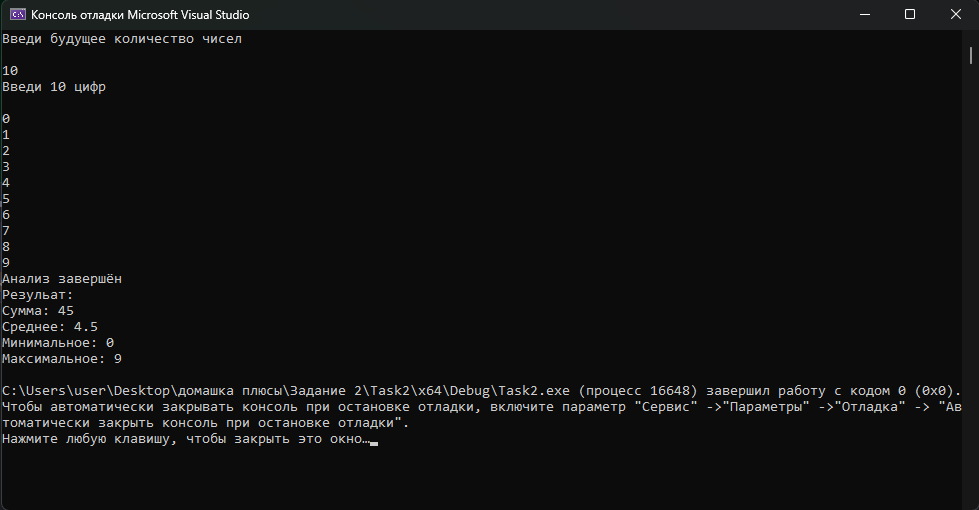 Консоль отладки Microsoft Visual Studio
Введи будущее количество чисел
10
Введи 10 цифр
0
1
2
3
4
5
6
7
8
9
Анализ завершён
Резульат:
Сумма: 45
Среднее: 4.5
Минимальное: 0
Максимальное: 9
C:\Users\user\Desktop\домашка плюсы\Задание 2\Task2\x64\Debug\Task2.exe (процесс 16648) завершил работу с кодом 0 (0x0).
Чтобы автоматически закрывать консоль при остановке отладки, включите параметр "Сервис" ->"Параметры" ->"Отладка" -> "Ав
томатически закрыть консоль при остановке отладки".
Нажмите любую клавишу, чтобы закрыть это окно…